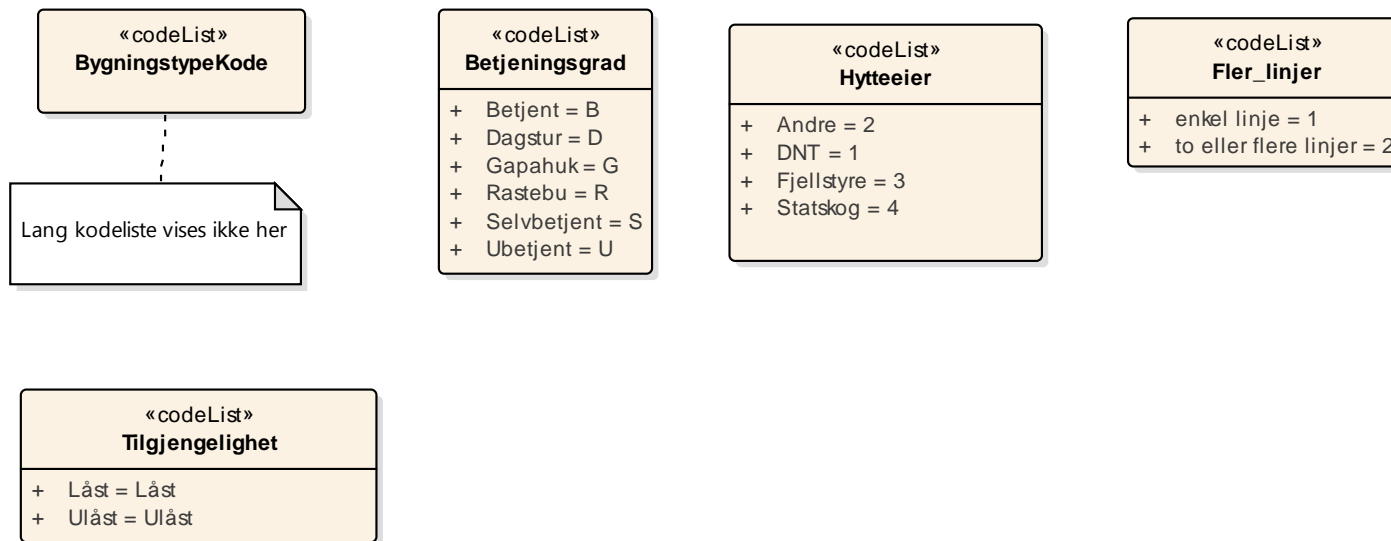 «codeList»
BygningstypeKode
Lang kodeliste vises ikke her
«codeList»
Betjeningsgrad
+ Betjent = B
+ Dagstur = D
+ Gapahuk = G
+ Rastebu = R
+ Selvbetjent = S
+ Ubetjent = U
«codeList»
Hytteeier
+ Andre = 2
+ DNT = 1
+ Fjellstyre = 3
+ Statskog = 4
«codeList»
Fler_linjer
+ enkel linje = 1
+ to eller flere linjer = 2
«codeList»
Tilgjengelighet
+ Låst = Låst
+ Ulåst = Ulåst